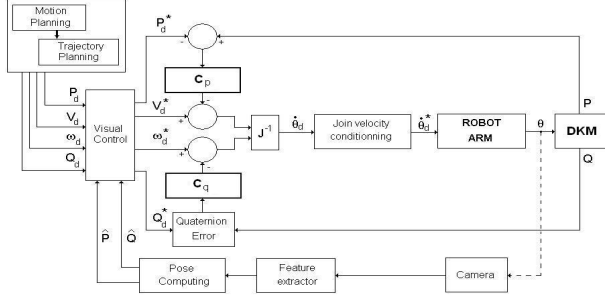 Motion
Planning
Trajectory
Planning
P_d
V_d
ω_d
Q_d
Visual
Control
P_d^*
V_d^*
ω_d^*
Q_d^*
- +
C_p
-
+
+
-
C_q
Quaternion
Error
J^-1
θ̇_d
Join velocity
conditionning
θ̇_d^*
ROBOT
ARM
θ
P
DKM
Q
P̂
Q̂
Pose
Computing
Feature
extractor
Camera